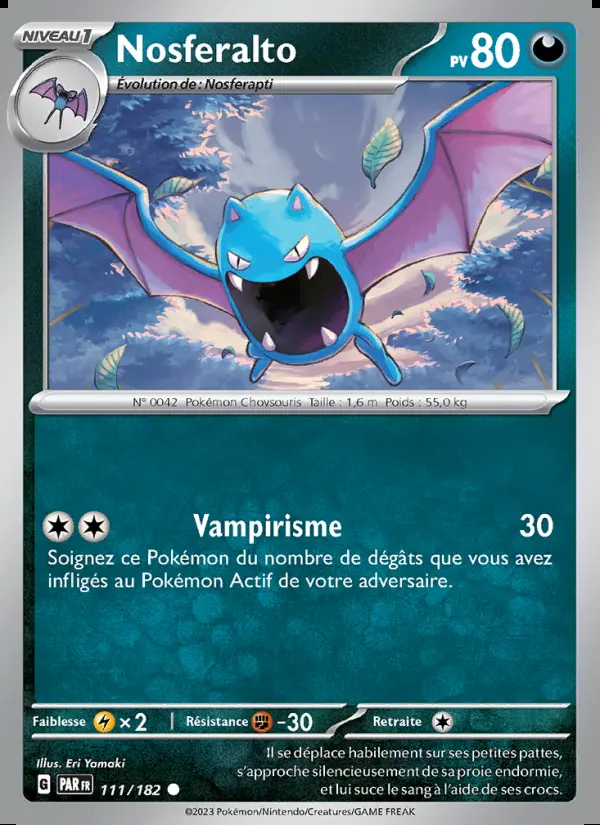 NIVEAU 1
Nosferalto
PV 80
Évolution de : Nosferapti
N° 0042 Pokémon Chovsouris Taille : 1,6 m Poids : 55,0 kg
Vampirisme 30
Soignez ce Pokémon du nombre de dégâts que vous avez
infligés au Pokémon Actif de votre adversaire.
Faiblesse ×2 Résistance -30 Retraite
Illus. Eri Yamaki
Il se déplace habilement sur ses petites pattes,
s'approche silencieusement de sa proie endormie,
et lui suce le sang à l'aide de ses crocs.
G PAR FR 111/182
©2023 Pokémon/Nintendo/Creatures/GAME FREAK